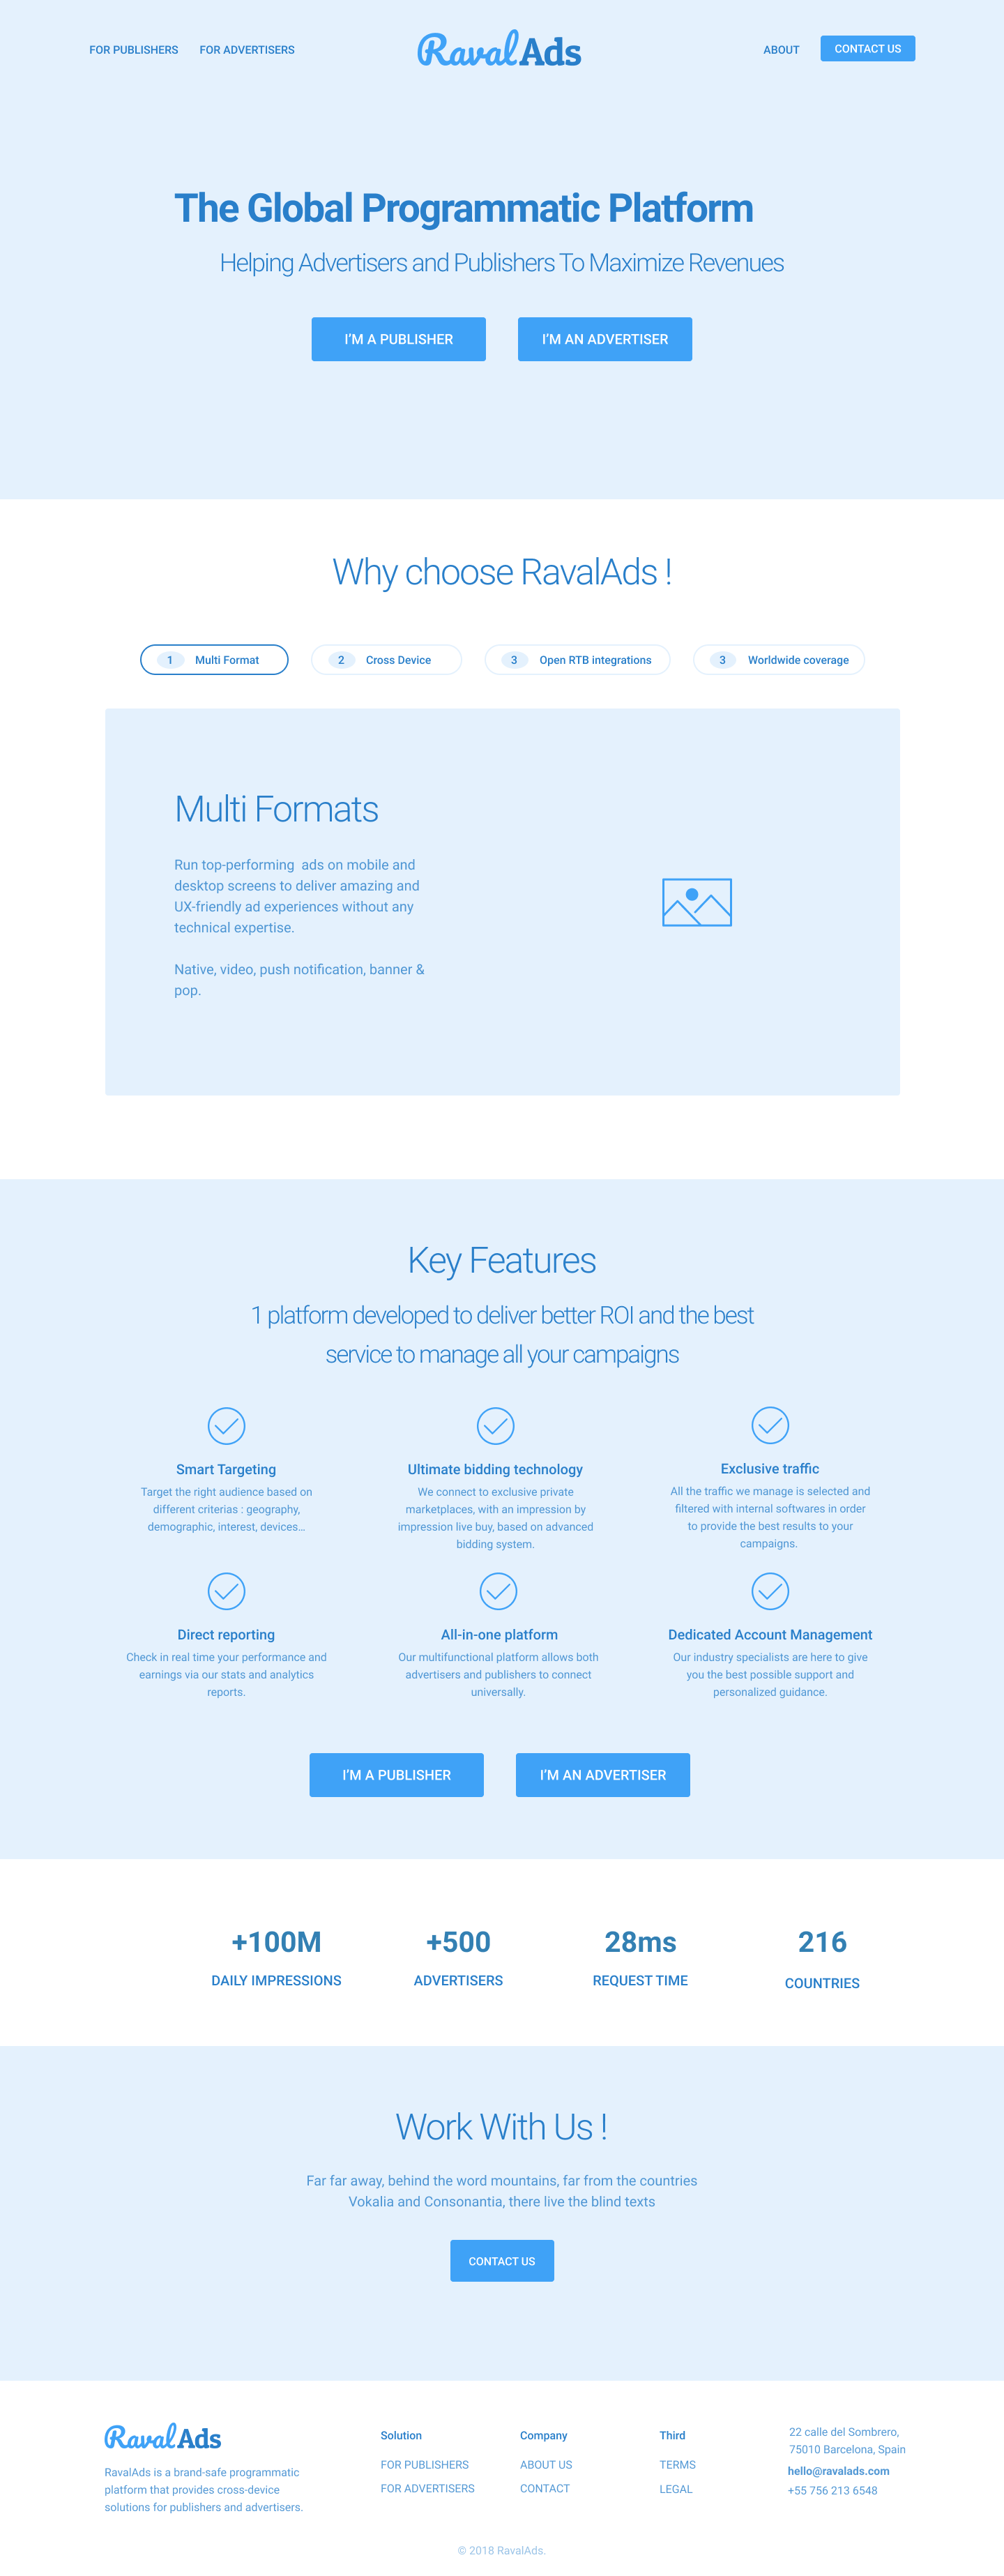 FOR PUBLISHERS FOR ADVERTISERS RavalAds ABOUT CONTACT US
The Global Programmatic Platform
Helping Advertisers and Publishers To Maximize Revenues
I'M A PUBLISHER I'M AN ADVERTISER
Why choose RavalAds !
1 Multi Format 2 Cross Device 3 Open RTB integrations 3 Worldwide coverage
Multi Formats
Run top-performing  ads on mobile and
desktop screens to deliver amazing and
UX-friendly ad experiences without any
technical expertise.
Native, video, push notification, banner &
pop.
Key Features
1 platform developed to deliver better ROI and the best
service to manage all your campaigns
Smart Targeting
Target the right audience based on
different criterias : geography,
demographic, interest, devices...
Ultimate bidding technology
We connect to exclusive private
marketplaces, with an impression by
impression live buy, based on advanced
bidding system.
Exclusive traffic
All the traffic we manage is selected and
filtered with internal softwares in order
to provide the best results to your
campaigns.
Direct reporting
Check in real time your performance and
earnings via our stats and analytics
reports.
All-in-one platform
Our multifunctional platform allows both
advertisers and publishers to connect
universally.
Dedicated Account Management
Our industry specialists are here to give
you the best possible support and
personalized guidance.
I'M A PUBLISHER I'M AN ADVERTISER
+100M
DAILY IMPRESSIONS
+500
ADVERTISERS
28ms
REQUEST TIME
216
COUNTRIES
Work With Us !
Far far away, behind the word mountains, far from the countries
Vokalia and Consonantia, there live the blind texts
CONTACT US
RavalAds
RavalAds is a brand-safe programmatic
platform that provides cross-device
solutions for publishers and advertisers.
Solution
FOR PUBLISHERS
FOR ADVERTISERS
Company
ABOUT US
CONTACT
Third
TERMS
LEGAL
22 calle del Sombrero,
75010 Barcelona, Spain
hello@ravalads.com
+55 756 213 6548
© 2018 RavalAds.